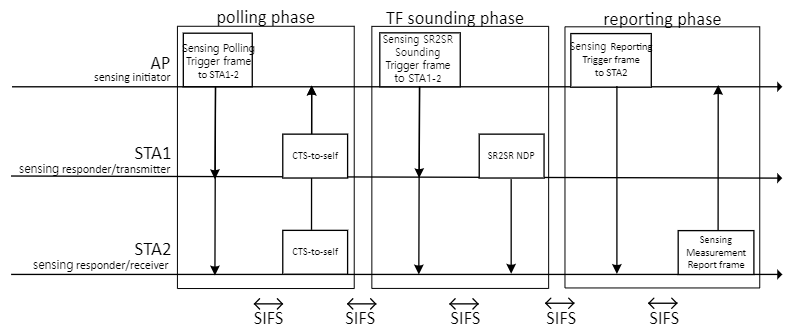 polling phase
TF sounding phase
reporting phase
AP
sensing initiator
Sensing Polling
Trigger frame
to STA1-2
Sensing SR2SR
Sounding
Trigger frame
to STA1-2
Sensing Reporting
Trigger frame
to STA2
STA1
sensing responder/transmitter
CTS-to-self
SR2SR NDP
STA2
sensing responder/receiver
CTS-to-self
Sensing
Measurement
Report frame
SIFS
SIFS
SIFS
SIFS
SIFS